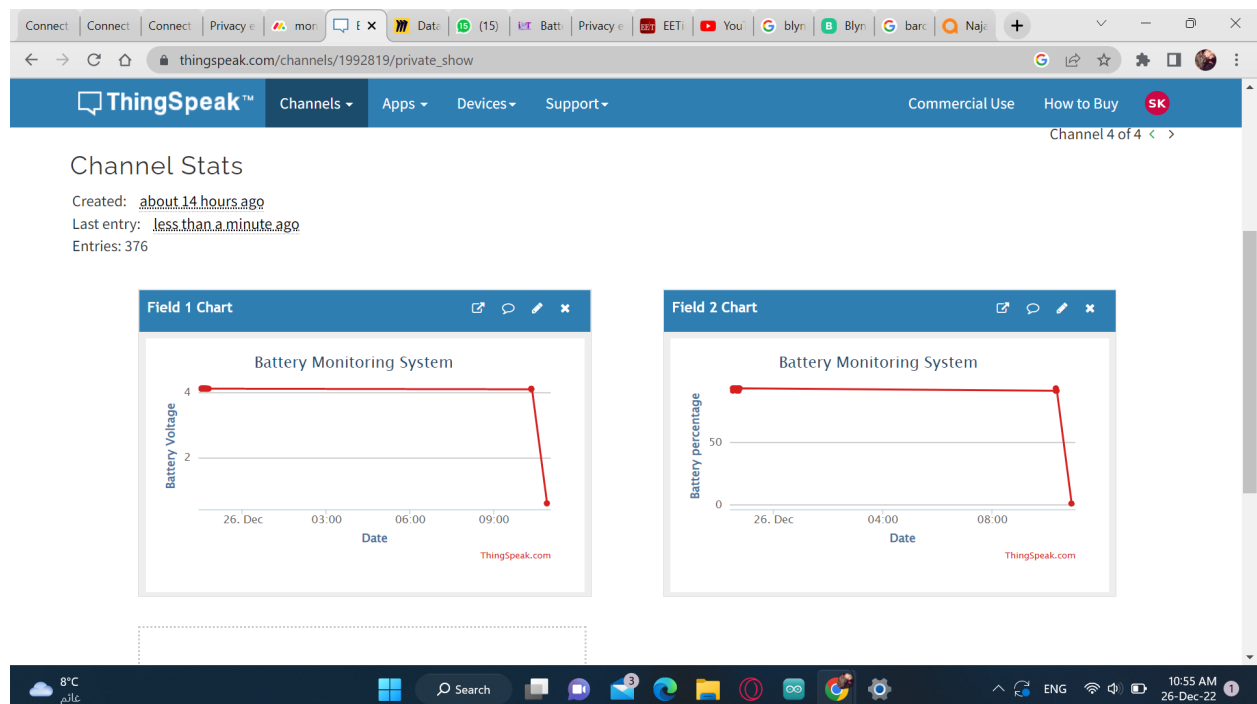 Connect Connect Connect Privacy e mon E Data 15 (15) IoT Batt Privacy e EET EETi You G blyn B Blyn G barc Naja
thingspeak.com/channels/1992819/private_show
ThingSpeak™ Channels Apps Devices Support Commercial Use How to Buy SK
Channel 4 of 4 < >
Channel Stats
Created: about 14 hours ago
Last entry: less than a minute ago
Entries: 376
Field 1 Chart
Battery Monitoring System
Battery Voltage
4
2
26. Dec 03:00 06:00 09:00
Date
ThingSpeak.com
Field 2 Chart
Battery Monitoring System
Battery percentage
50
0
26. Dec 04:00 08:00
Date
ThingSpeak.com
8°C
غائم
Search
3
ENG
10:55 AM
26-Dec-22
1